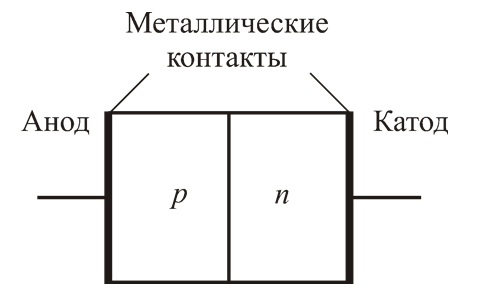 Металлические
контакты
Анод
Катод
p
n